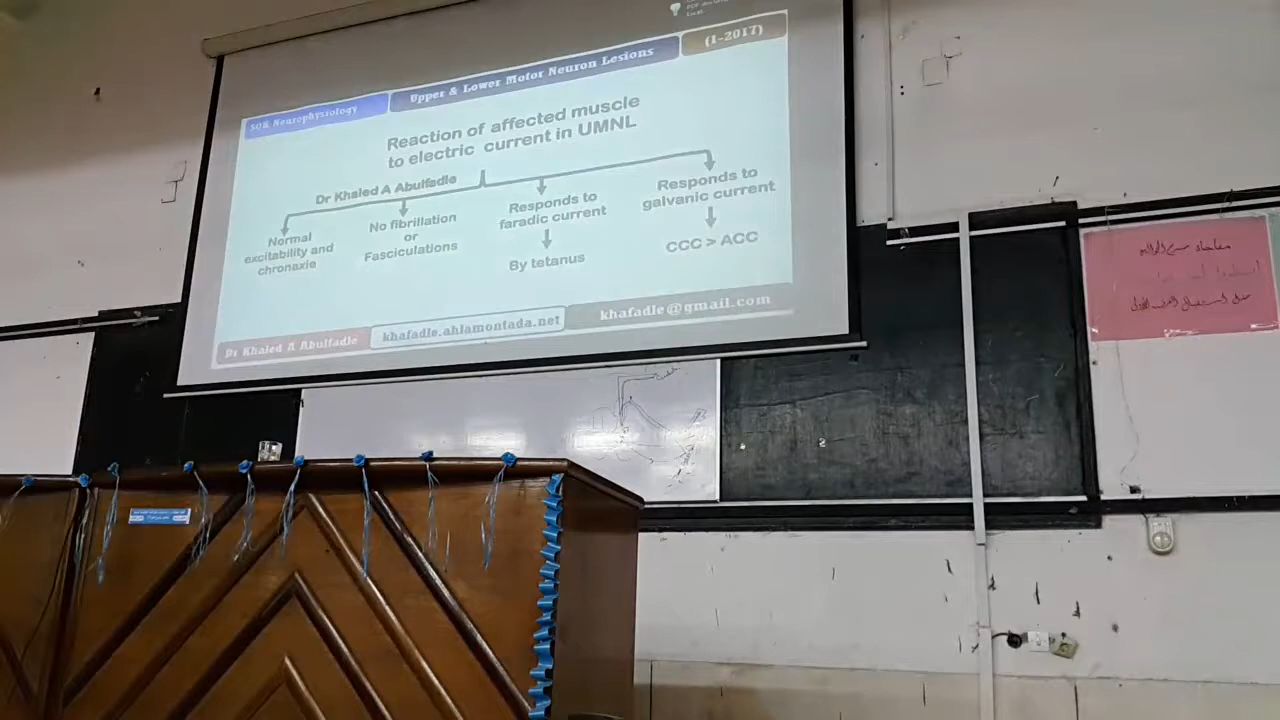 SOB Neurophysiology
Upper & Lower Motor Neuron Lesions
(1-2017)
Reaction of affected muscle
to electric current in UMNL
Dr Khaled A Abulfadle
Normal
excitability and
chronaxie
No fibrillation
or
Fasciculations
Responds to
faradic current
By tetanus
Responds to
galvanic current
CCC > ACC
Dr Khaled A Abulfadle
khafadle.ahlamontada.net
khafadle@gmail.com